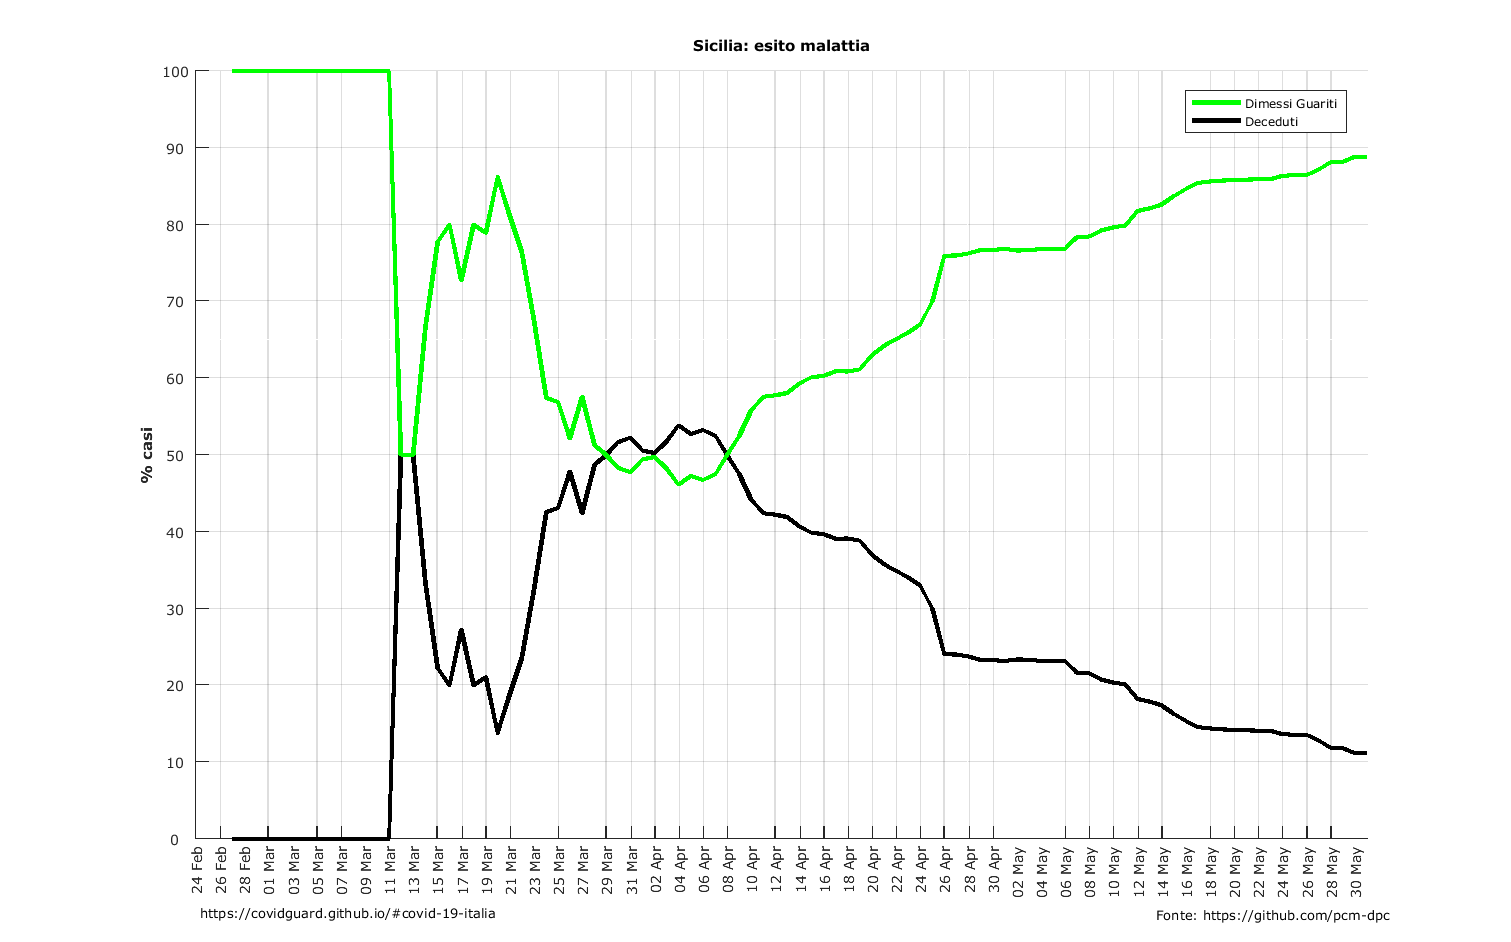 Sicilia: esito malattia
100
90
80
70
60
50
40
30
20
10
0
% casi
Dimessi Guariti
Deceduti
24 Feb
26 Feb
28 Feb
01 Mar
03 Mar
05 Mar
07 Mar
09 Mar
11 Mar
13 Mar
15 Mar
17 Mar
19 Mar
21 Mar
23 Mar
25 Mar
27 Mar
29 Mar
31 Mar
02 Apr
04 Apr
06 Apr
08 Apr
10 Apr
12 Apr
14 Apr
16 Apr
18 Apr
20 Apr
22 Apr
24 Apr
26 Apr
28 Apr
30 Apr
02 May
04 May
06 May
08 May
10 May
12 May
14 May
16 May
18 May
20 May
22 May
24 May
26 May
28 May
30 May
https://covidguard.github.io/#covid-19-italia
Fonte: https://github.com/pcm-dpc